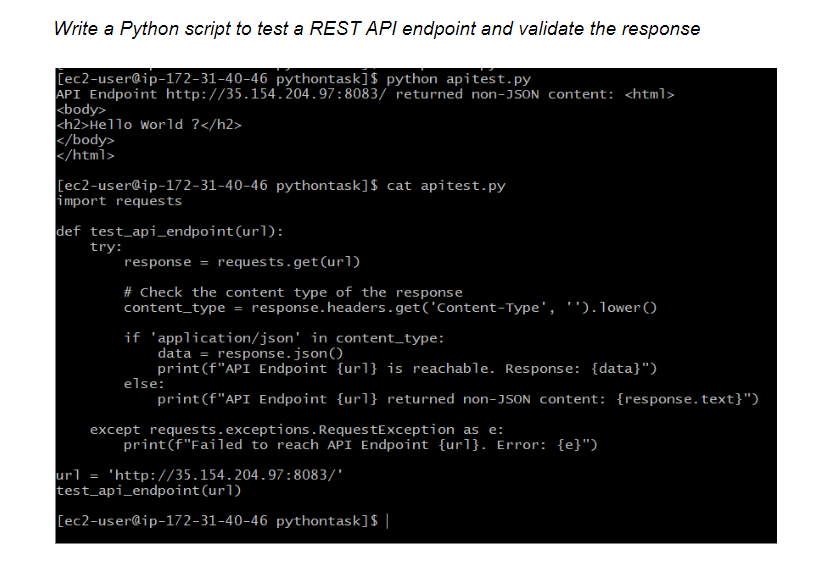 Write a Python script to test a REST API endpoint and validate the response
[ec2-user@ip-172-31-40-46 pythontask]$ python apitest.py
API Endpoint http://35.154.204.97:8083/ returned non-JSON content: <html>
<body>
<h2>Hello World ?</h2>
</body>
</html>
[ec2-user@ip-172-31-40-46 pythontask]$ cat apitest.py
import requests
def test_api_endpoint(url):
    try:
        response = requests.get(url)
        # Check the content type of the response
        content_type = response.headers.get('Content-Type', '').lower()
        if 'application/json' in content_type:
            data = response.json()
            print(f"API Endpoint {url} is reachable. Response: {data}")
        else:
            print(f"API Endpoint {url} returned non-JSON content: {response.text}")
    except requests.exceptions.RequestException as e:
        print(f"Failed to reach API Endpoint {url}. Error: {e}")
url = 'http://35.154.204.97:8083/'
test_api_endpoint(url)
[ec2-user@ip-172-31-40-46 pythontask]$